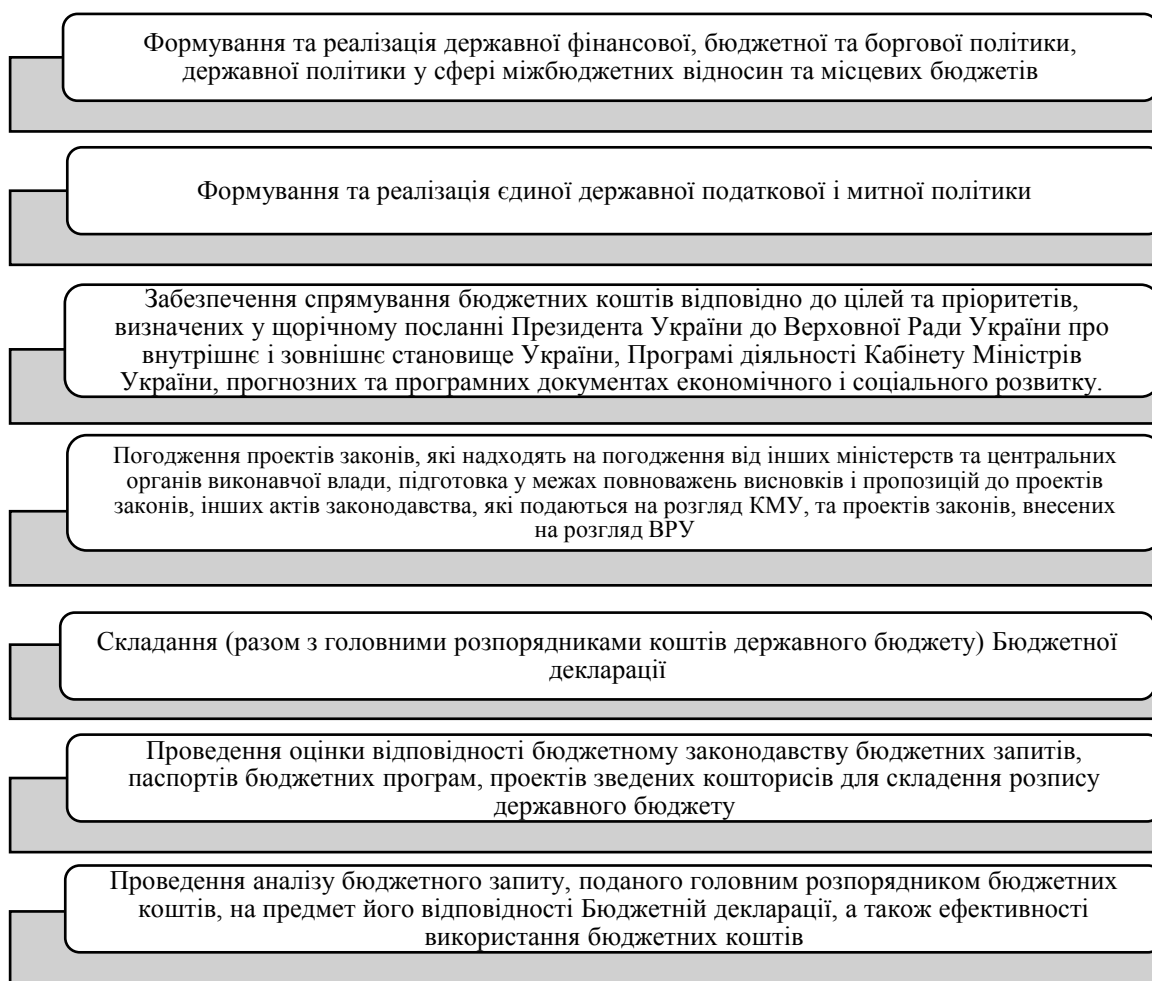 Формування та реалізація державної фінансової, бюджетної та боргової політики,
державної політики у сфері міжбюджетних відносин та місцевих бюджетів
Формування та реалізація єдиної державної податкової і митної політики
Забезпечення спрямування бюджетних коштів відповідно до цілей та пріоритетів,
визначених у щорічному посланні Президента України до Верховної Ради України про
внутрішнє і зовнішнє становище України, Програмі діяльності Кабінету Міністрів
України, прогнозних та програмних документах економічного і соціального розвитку.
Погодження проектів законів, які надходять на погодження від інших міністерств та центральних
органів виконавчої влади, підготовка у межах повноважень висновків і пропозицій до проектів
законів, інших актів законодавства, які подаються на розгляд КМУ, та проектів законів, внесених
на розгляд ВРУ
Складання (разом з головними розпорядниками коштів державного бюджету) Бюджетної
декларації
Проведення оцінки відповідності бюджетному законодавству бюджетних запитів,
паспортів бюджетних програм, проектів зведених кошторисів для складення розпису
державного бюджету
Проведення аналізу бюджетного запиту, поданого головним розпорядником бюджетних
коштів, на предмет його відповідності Бюджетній декларації, а також ефективності
використання бюджетних коштів